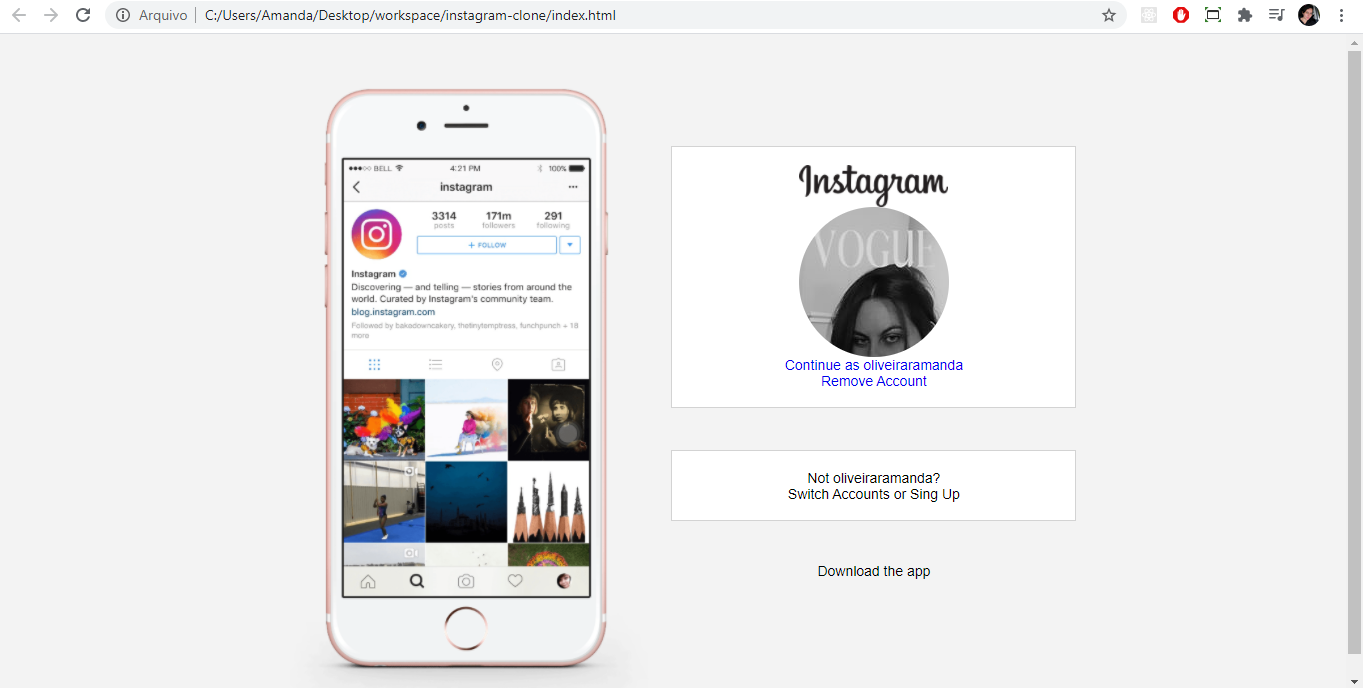 Arquivo
C:/Users/Amanda/Desktop/workspace/instagram-clone/index.html
BELL
4:21 PM
100%
instagram
3314
171m
291
posts
followers
following
+ FOLLOW
Instagram
Discovering — and telling — stories from around the
world. Curated by Instagram's community team.
blog.instagram.com
Followed by bakedowncakery, thetinytemptress, funchpunch + 18
more
Instagram
VOGUE
Continue as oliveiraramanda
Remove Account
Not oliveiraramanda?
Switch Accounts or Sing Up
Download the app